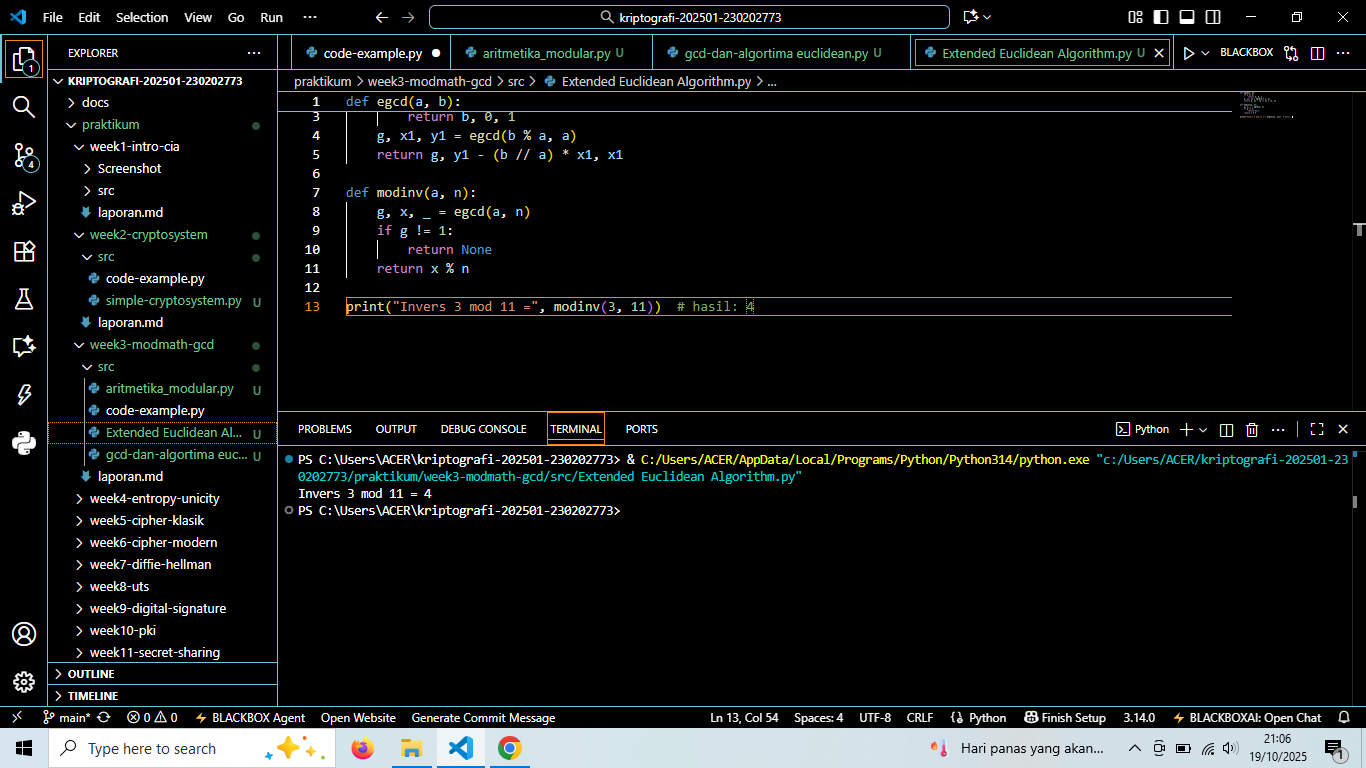 File Edit Selection View Go Run ··· kriptografi-202501-230202773
EXPLORER ···
KRIPTOGRAFI-202501-230202773
docs
praktikum
week1-intro-cia
Screenshot
src
laporan.md
week2-cryptosystem
src
code-example.py
simple-cryptosystem.py U
laporan.md
week3-modmath-gcd
src
aritmetika_modular.py U
code-example.py
Extended Euclidean Al... U
gcd-dan-algortima euc... U
laporan.md
week4-entropy-unicity
week5-cipher-klasik
week6-cipher-modern
week7-diffie-hellman
week8-uts
week9-digital-signature
week10-pki
week11-secret-sharing
OUTLINE
TIMELINE
1
4
code-example.py aritmetika_modular.py U gcd-dan-algortima euclidean.py U Extended Euclidean Algorithm.py U BLACKBOX ···
praktikum > week3-modmath-gcd > src > Extended Euclidean Algorithm.py > ...
1 def egcd(a, b):
3 return b, 0, 1
4 g, x1, y1 = egcd(b % a, a)
5 return g, y1 - (b // a) * x1, x1
6
7 def modinv(a, n):
8 g, x, _ = egcd(a, n)
9 if g != 1:
10 return None
11 return x % n
12
13 print("Invers 3 mod 11 =", modinv(3, 11))  # hasil: 4
PROBLEMS OUTPUT DEBUG CONSOLE TERMINAL PORTS Python ···
PS C:\Users\ACER\kriptografi-202501-230202773> & C:/Users/ACER/AppData/Local/Programs/Python/Python314/python.exe "c:/Users/ACER/kriptografi-202501-23
0202773/praktikum/week3-modmath-gcd/src/Extended Euclidean Algorithm.py"
Invers 3 mod 11 = 4
PS C:\Users\ACER\kriptografi-202501-230202773>
main* 0 0 BLACKBOX Agent Open Website Generate Commit Message Ln 13, Col 54 Spaces: 4 UTF-8 CRLF Python Finish Setup 3.14.0 BLACKBOXAI: Open Chat
Type here to search Hari panas yang akan... 21:06
19/10/2025
1